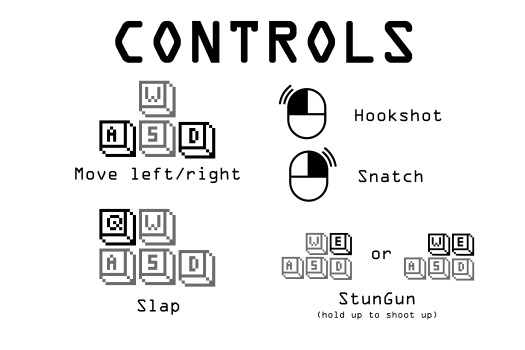 CONTROLS
W
A S D
Move left/right
Hookshot
Snatch
Q W
A S D
Slap
W E
A S D
or
W E
A S D
StunGun
(hold up to shoot up)